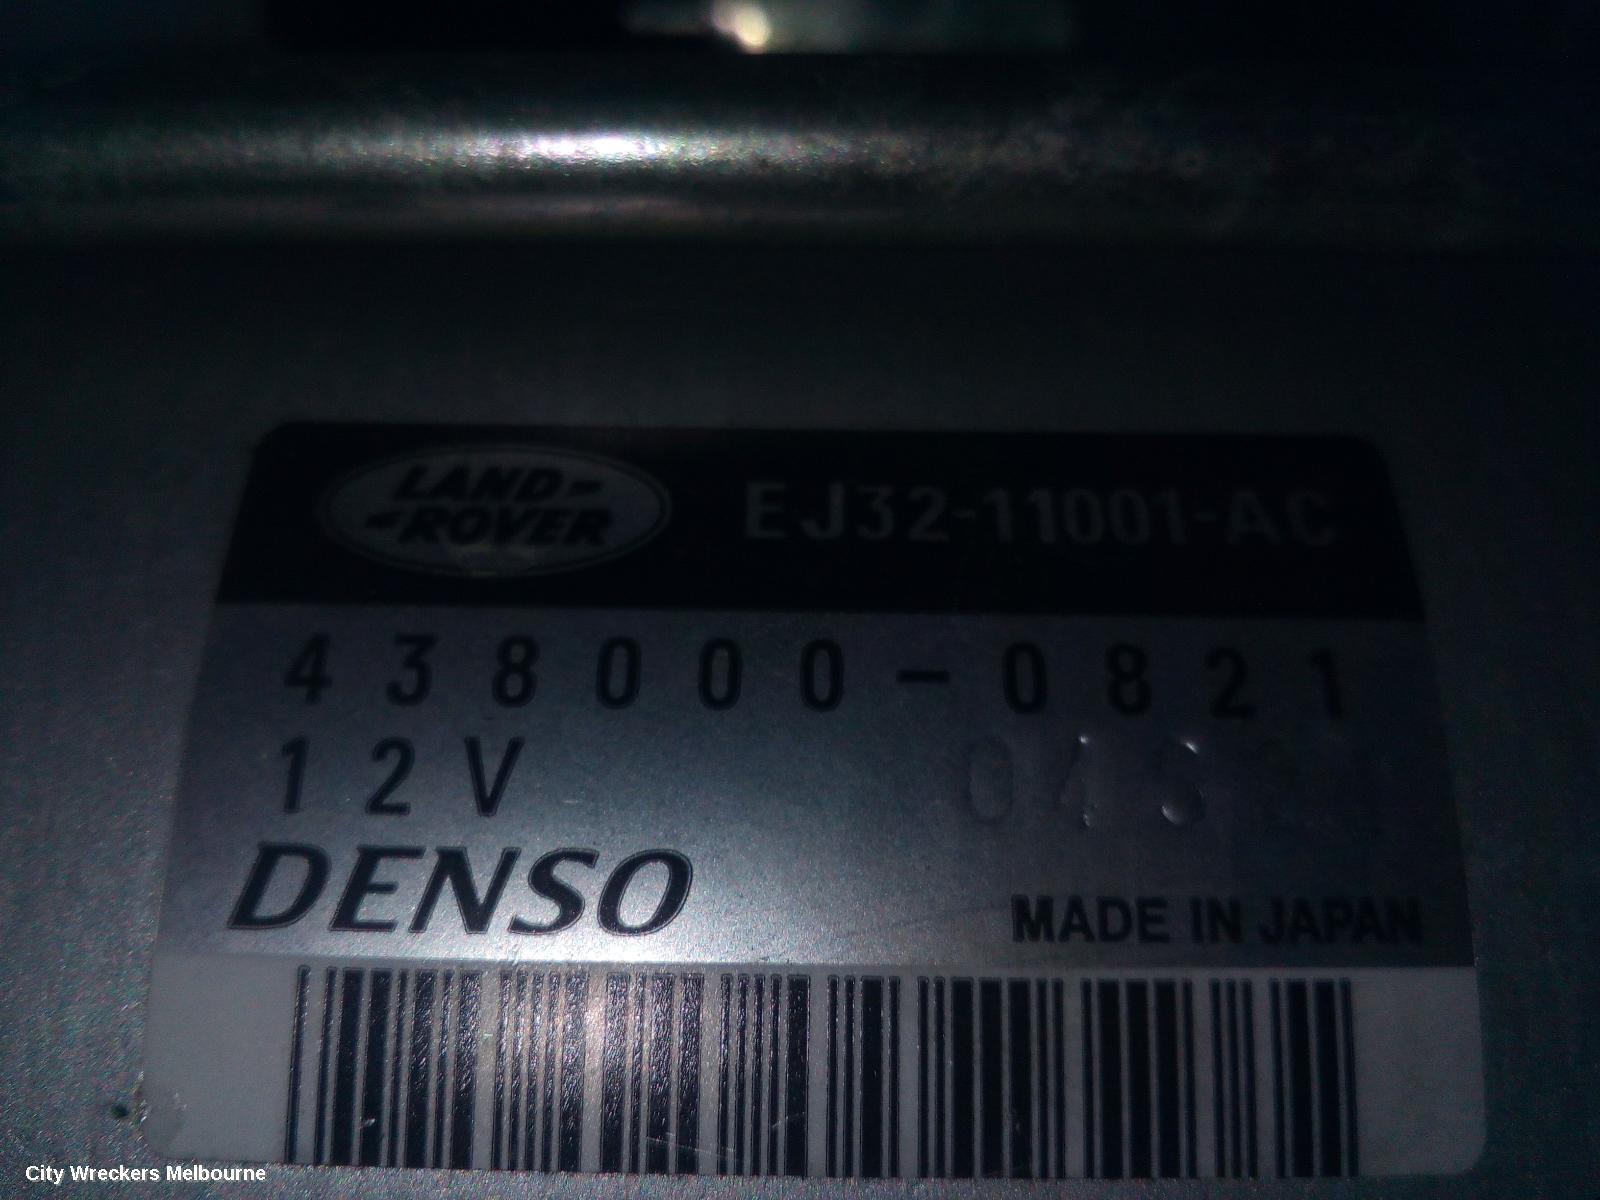 LAND-
-ROVER
EJ32-11001-AC
438000-0821
12V
DENSO
MADE IN JAPAN
City Wreckers Melbourne